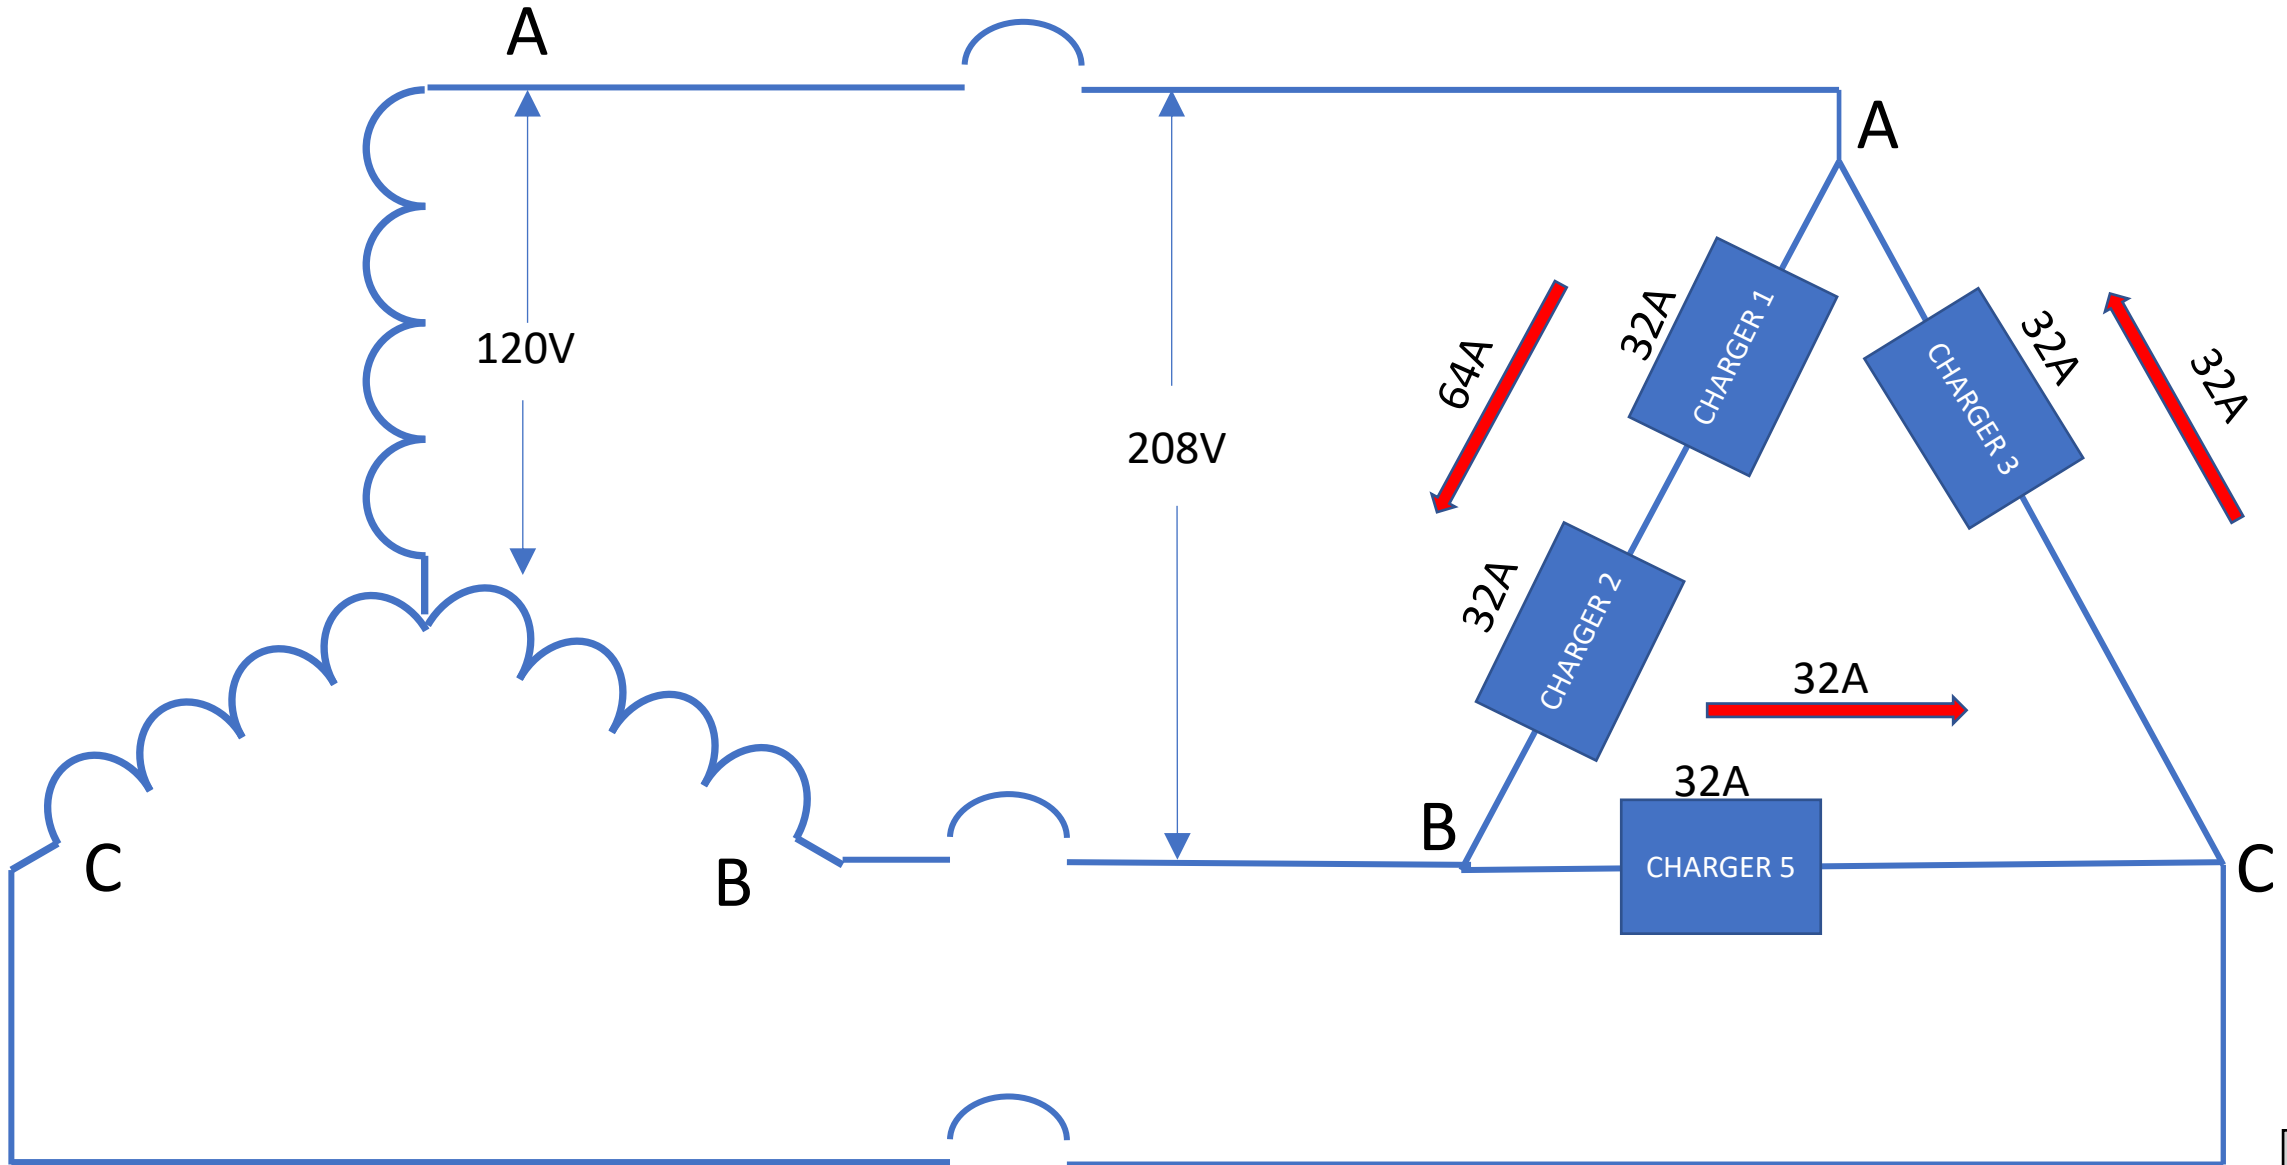 A
A
120V
208V
64A
32A
CHARGER 1
32A
CHARGER 3
32A
32A
CHARGER 2
32A
32A
CHARGER 5
B
C
C
B